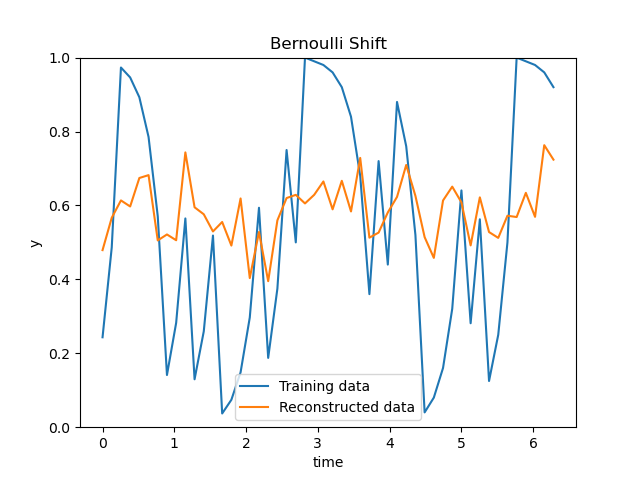 Bernoulli Shift
1.0
0.8
0.6
0.4
0.2
0.0
y
Training data
Reconstructed data
0 1 2 3 4 5 6
time